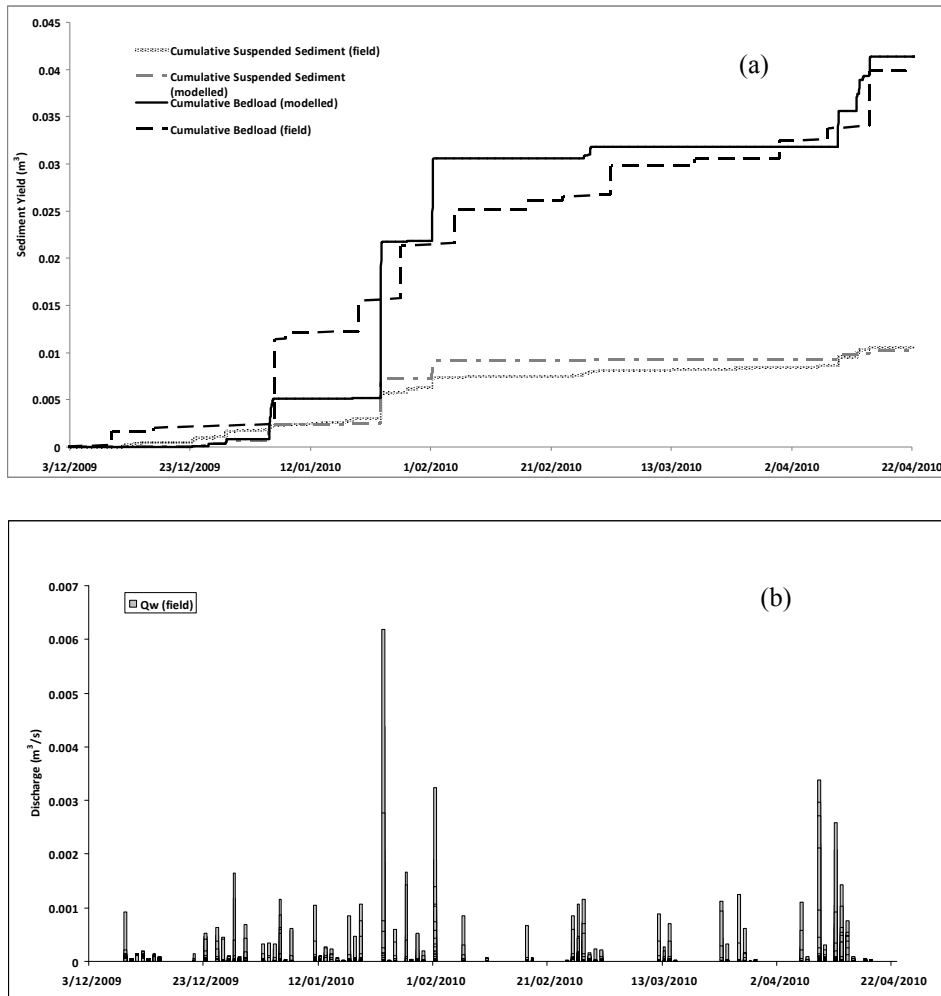 0.045
0.04
0.035
0.03
0.025
0.02
0.015
0.01
0.005
0
Sediment Yield (m³)
Cumulative Suspended Sediment (field)
Cumulative Suspended Sediment
(modelled)
Cumulative Bedload (modelled)
Cumulative Bedload (field)
(a)
3/12/2009 23/12/2009 12/01/2010 1/02/2010 21/02/2010 13/03/2010 2/04/2010 22/04/2010
0.007
0.006
0.005
0.004
0.003
0.002
0.001
0
Discharge (m³/s)
Qw (field)
(b)
3/12/2009 23/12/2009 12/01/2010 1/02/2010 21/02/2010 13/03/2010 2/04/2010 22/04/2010